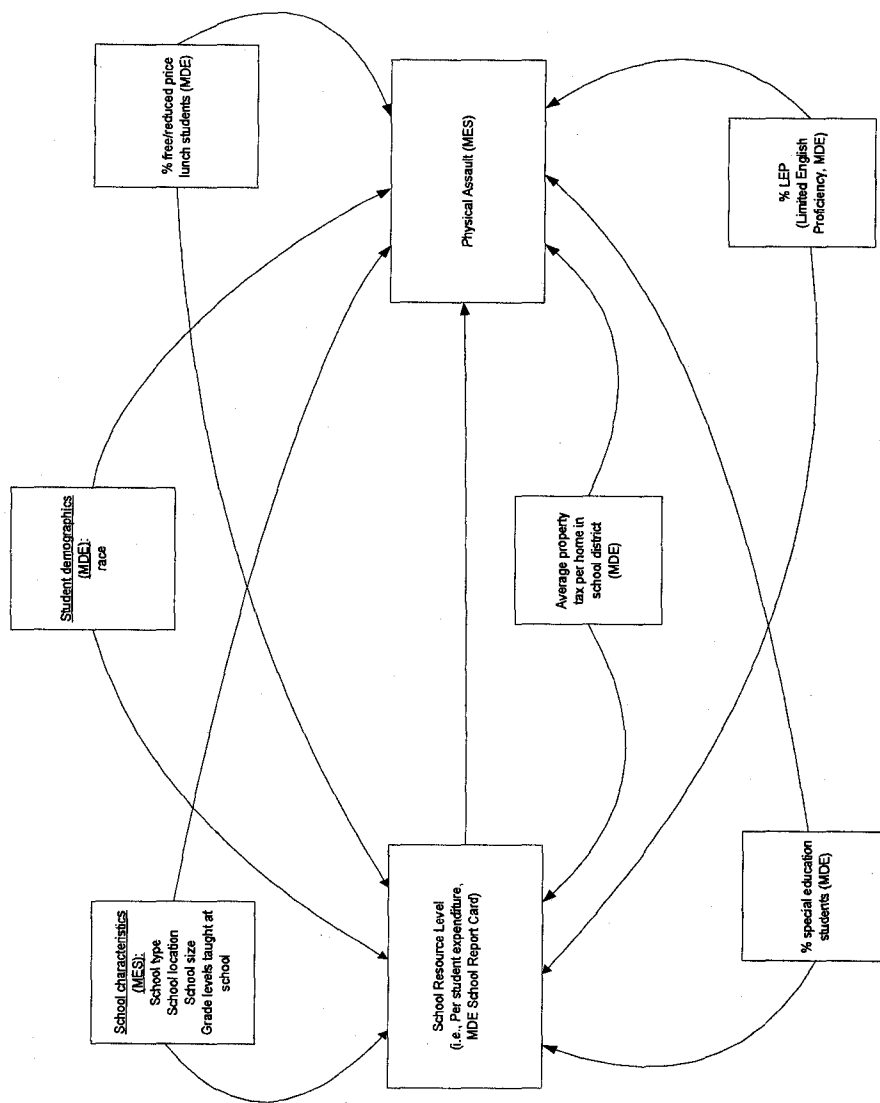 School characteristics
(MES):
School type
School location
School size
Grade levels taught at
school
Student demographics
(MDE):
race
% free/reduced price
lunch students (MDE)
School Resource Level
(i.e., Per student expenditure,
MDE School Report Card)
Physical Assault (MES)
Average property
tax per home in
school district
(MDE)
% special education
students (MDE)
% LEP
(Limited English
Proficiency, MDE)